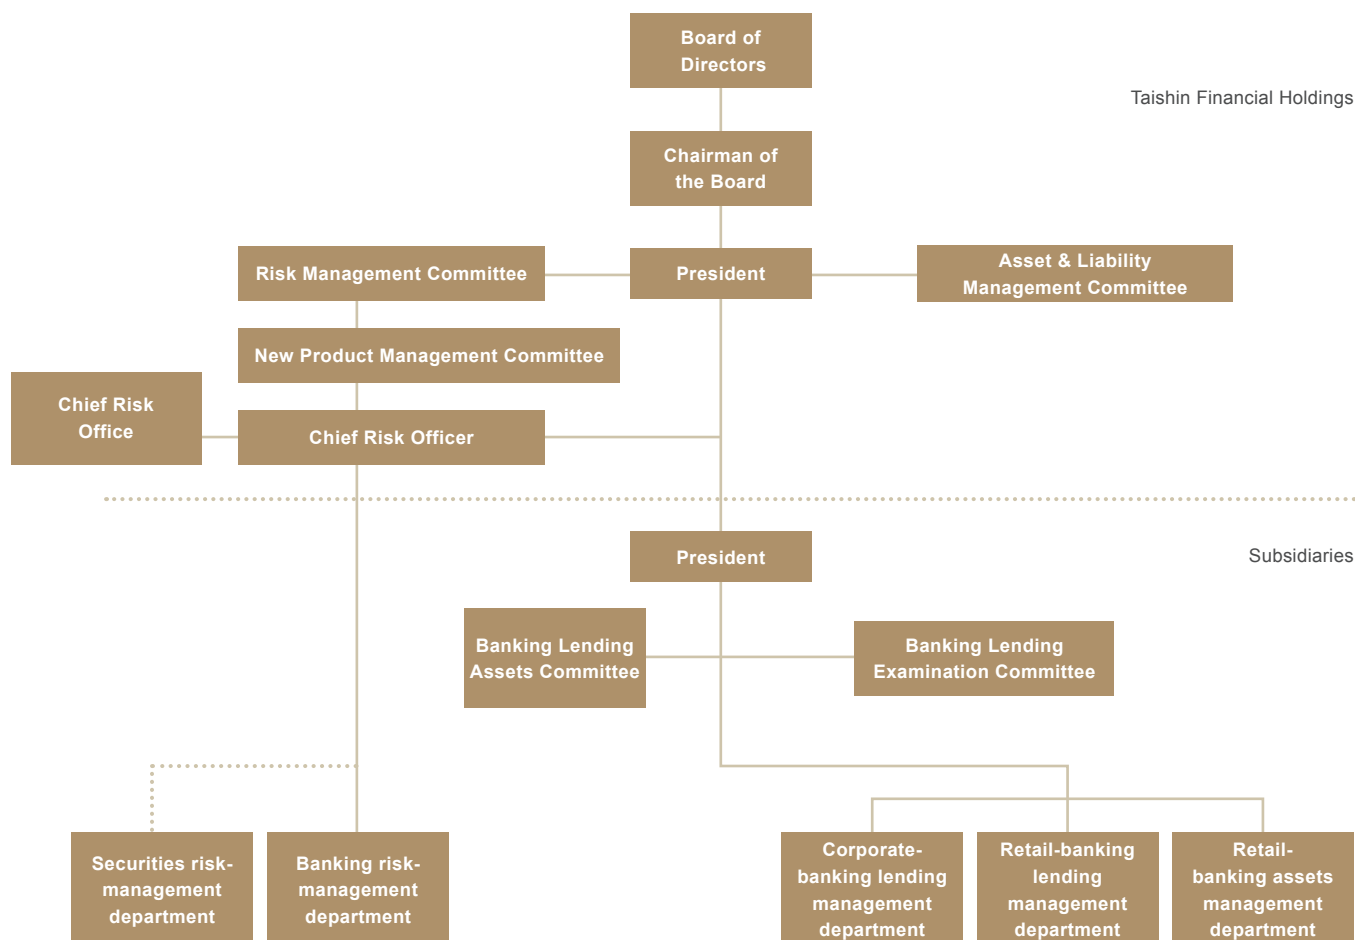 Board of
Directors
Taishin Financial Holdings
Chairman of
the Board
Risk Management Committee
President
Asset & Liability
Management Committee
New Product Management Committee
Chief Risk
Office
Chief Risk Officer
President
Subsidiaries
Banking Lending
Assets Committee
Banking Lending
Examination Committee
Securities risk-
management
department
Banking risk-
management
department
Corporate-
banking lending
management
department
Retail-banking
lending
management
department
Retail-
banking assets
management
department